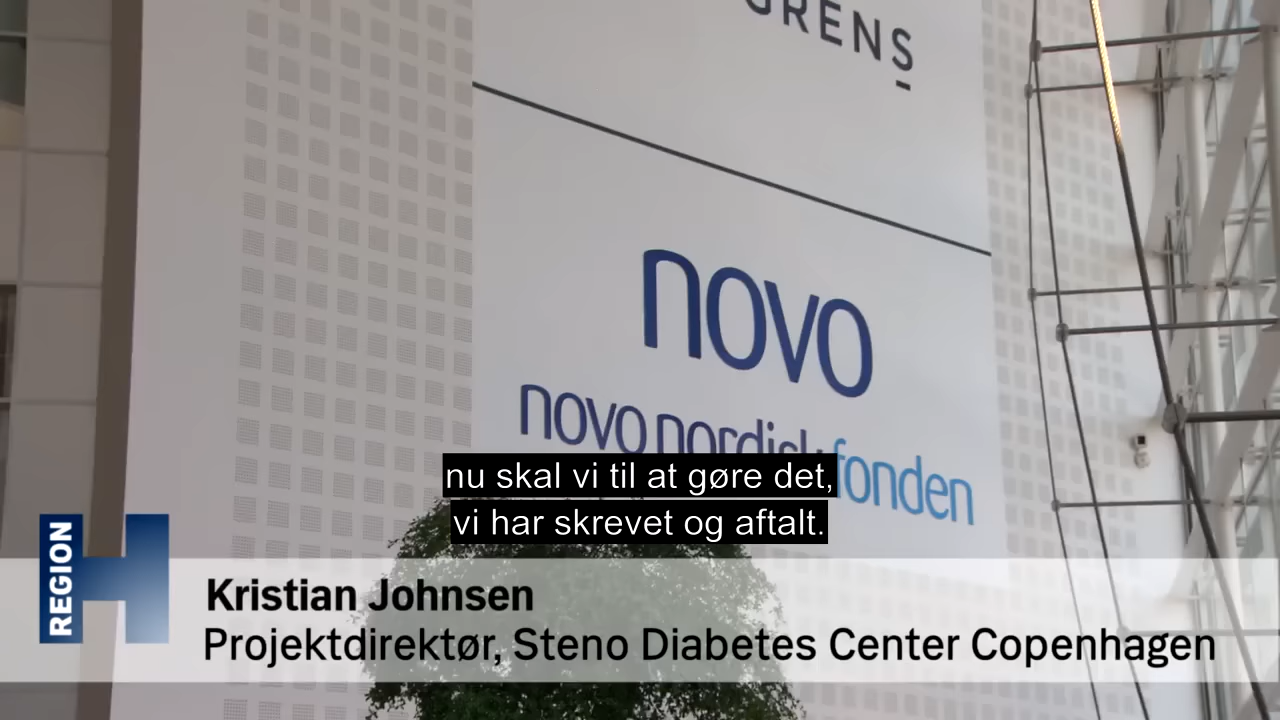 novo
novo nordisk fonden
nu skal vi til at gøre det,
vi har skrevet og aftalt.
REGION H
Kristian Johnsen
Projektdirektør, Steno Diabetes Center Copenhagen